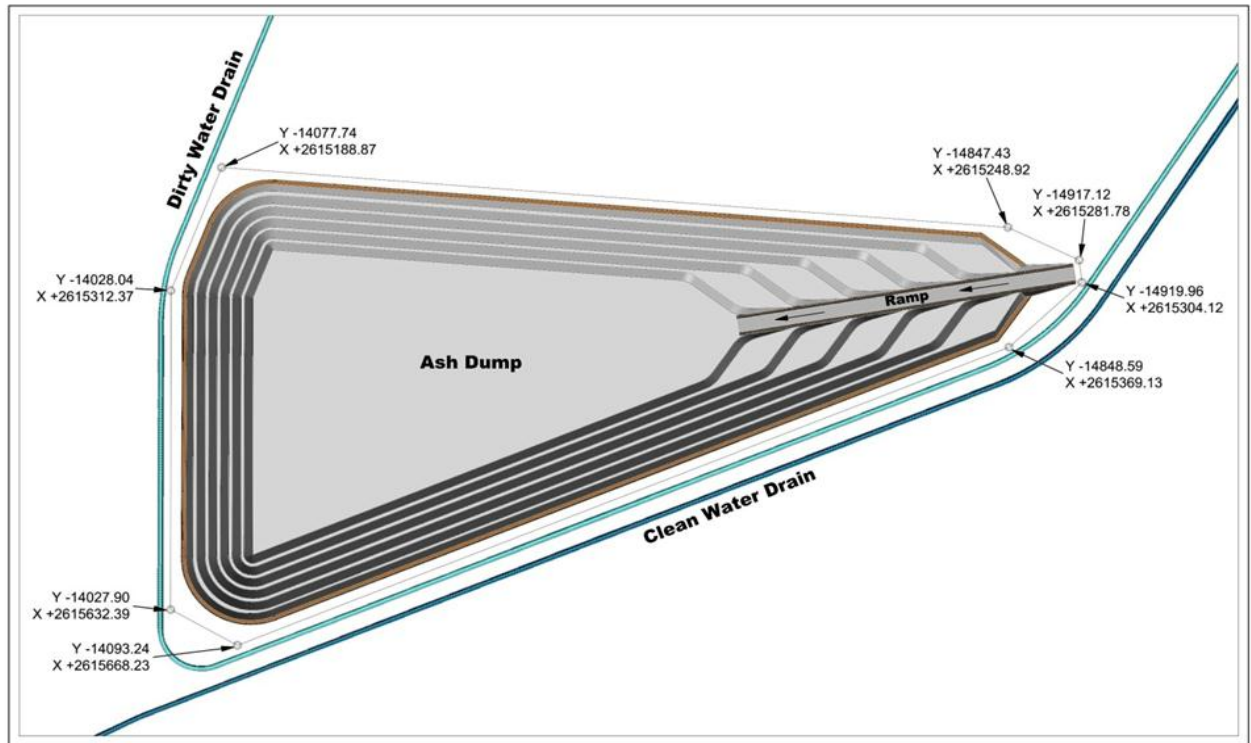 Dirty Water Drain
Y -14077.74
X +2615188.87
Y -14847.43
X +2615248.92
Y -14917.12
X +2615281.78
Y -14028.04
X +2615312.37
Ramp
Y -14919.96
X +2615304.12
Ash Dump
Y -14848.59
X +2615369.13
Clean Water Drain
Y -14027.90
X +2615632.39
Y -14093.24
X +2615668.23